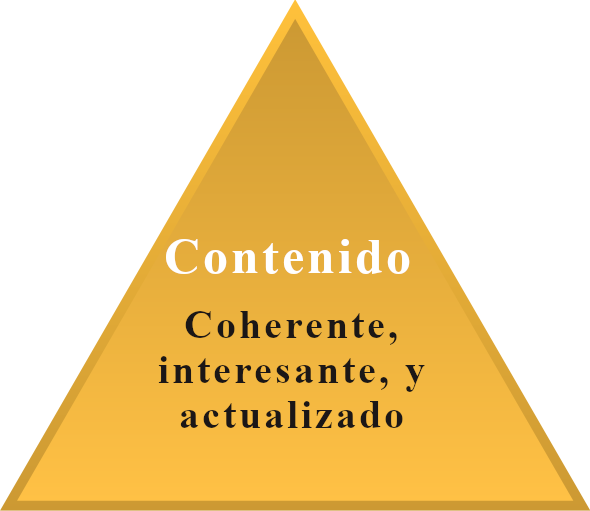 Contenido
Coherente,
interesante, y
actualizado